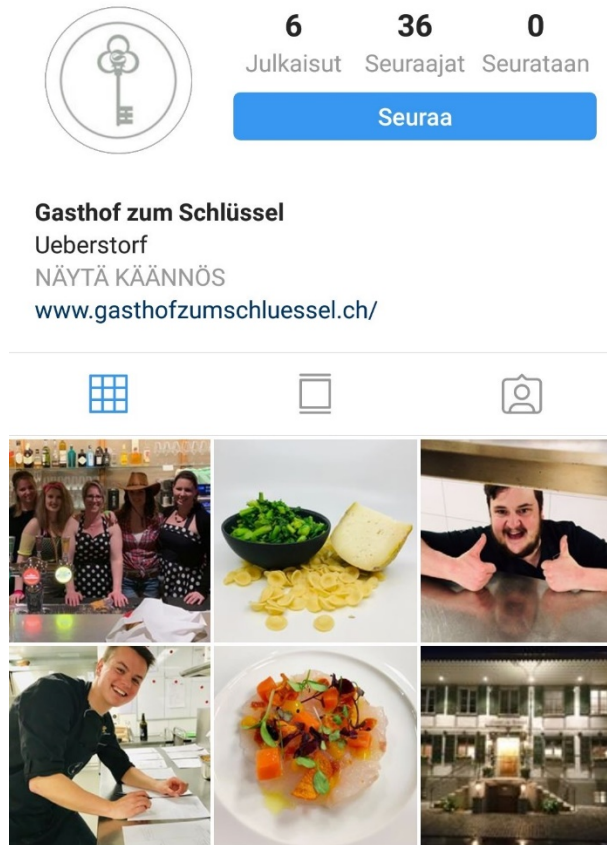 6 36 0
Julkaisut Seuraajat Seurataan
Seuraa
Gasthof zum Schlüssel
Ueberstorf
NÄYTÄ KÄÄNNÖS
www.gasthofzumschluessel.ch/